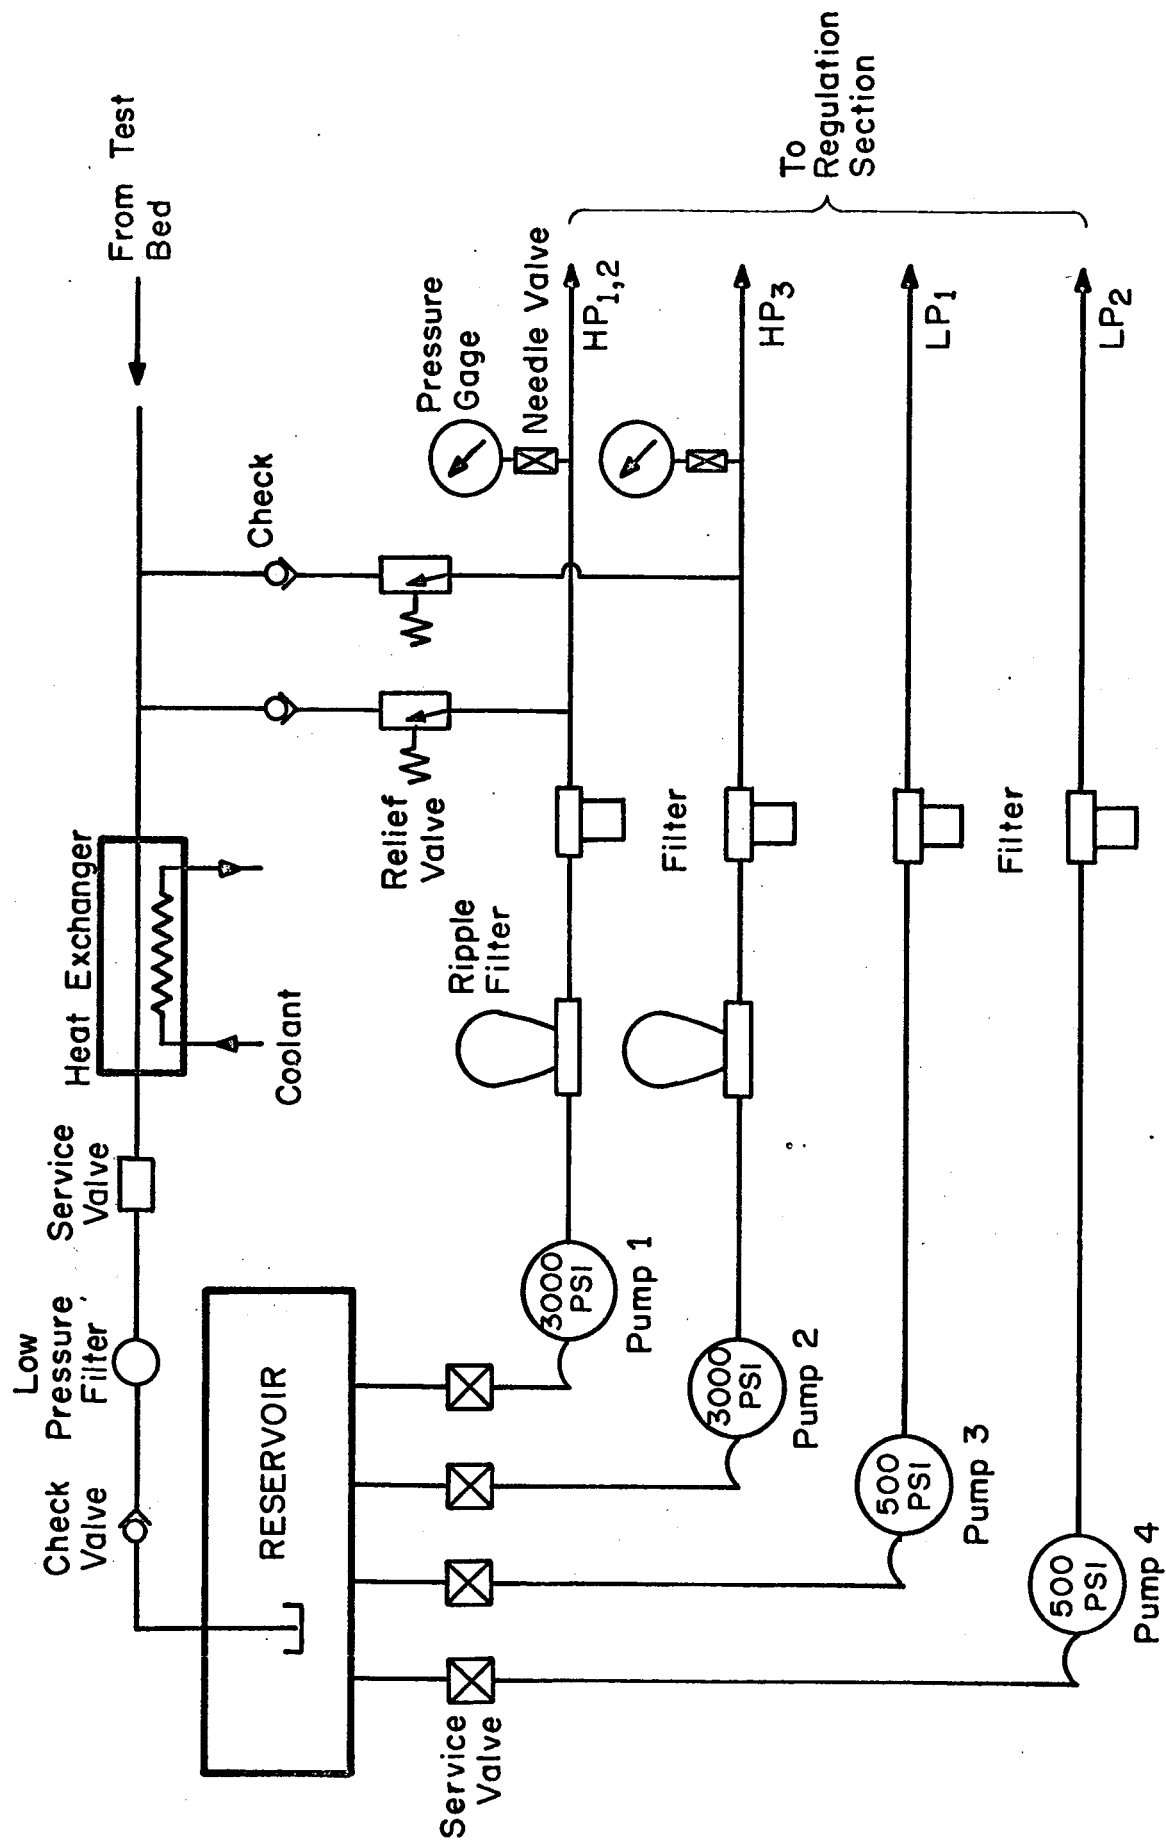 From Test
Bed
Heat Exchanger
Service
Valve
Low
Pressure
Filter
Check
Valve
Coolant
Check
RESERVOIR
Relief
Valve
Pressure
Gage
Needle Valve
Ripple
Filter
Service
Valve
3000
PSI
Pump 1
HP1,2
Filter
3000
PSI
Pump 2
HP3
500
PSI
Pump 3
LP1
Filter
500
PSI
Pump 4
LP2
To
Regulation
Section